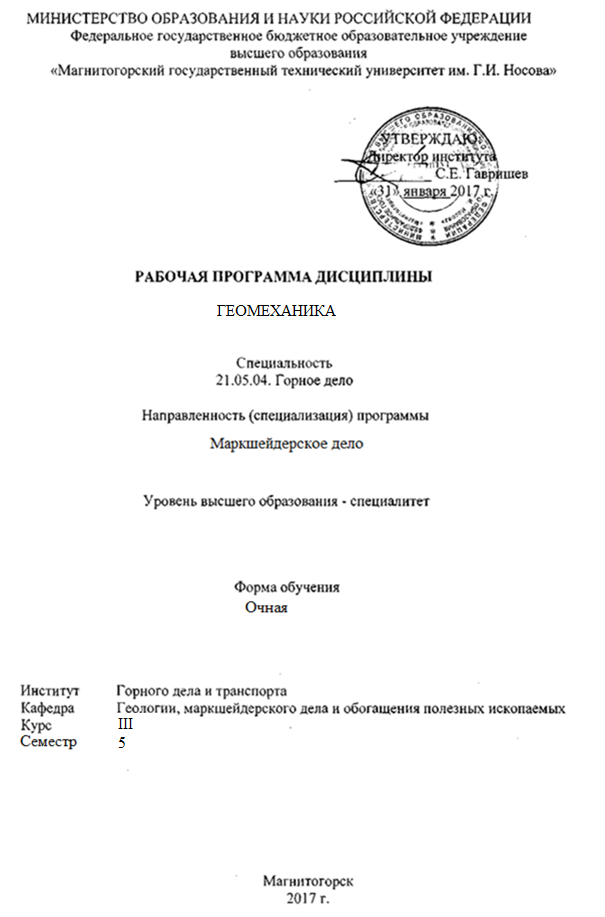 МИНИСТЕРСТВО ОБРАЗОВАНИЯ И НАУКИ РОССИЙСКОЙ ФЕДЕРАЦИИ
Федеральное государственное бюджетное образовательное учреждение
высшего образования
«Магнитогорский государственный технический университет им. Г.И. Носова»
УТВЕРЖДАЮ
Директор института
С.Е. Гавришев
«31» января 2017 г.
РАБОЧАЯ ПРОГРАММА ДИСЦИПЛИНЫ
ГЕОМЕХАНИКА
Специальность
21.05.04. Горное дело
Направленность (специализация) программы
Маркшейдерское дело
Уровень высшего образования - специалитет
Форма обучения
Очная
Институт Горного дела и транспорта
Кафедра Геологии, маркшейдерского дела и обогащения полезных ископаемых
Курс III
Семестр 5
Магнитогорск
2017 г.